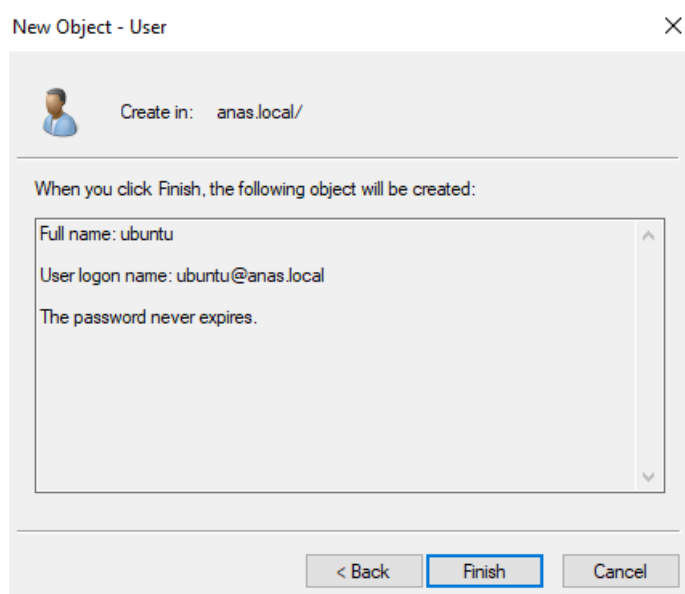 New Object - User
Create in: anas.local/
When you click Finish, the following object will be created:
Full name: ubuntu
User logon name: ubuntu@anas.local
The password never expires.
< Back
Finish
Cancel